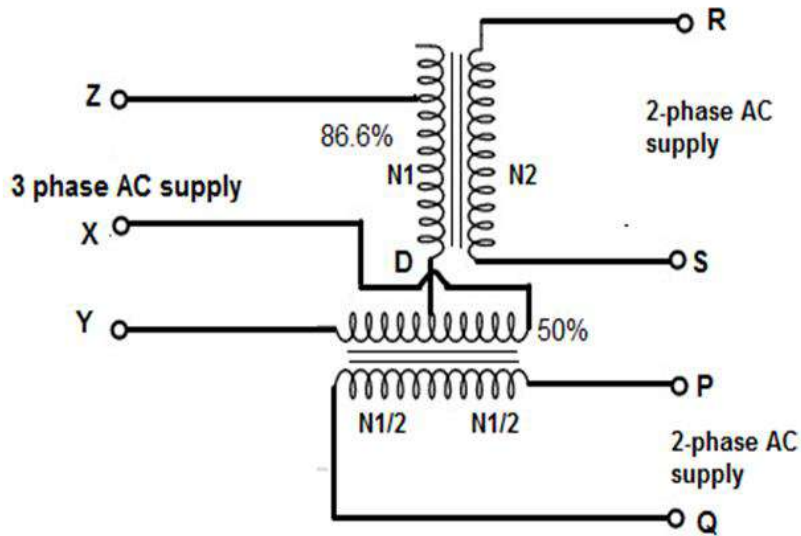 R
Z
2-phase AC
supply
86.6%
N1
N2
3 phase AC supply
X
D
S
Y
50%
P
N1/2
N1/2
2-phase AC
supply
Q